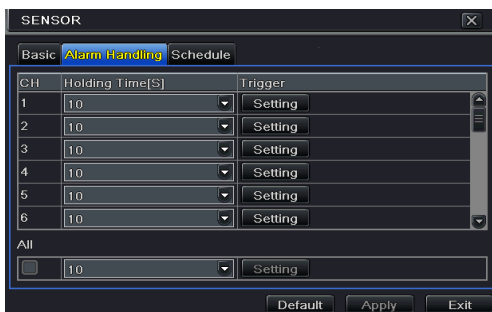 SENSOR
Basic Alarm Handling Schedule
CH Holding Time[S] Trigger
1 10 Setting
2 10 Setting
3 10 Setting
4 10 Setting
5 10 Setting
6 10 Setting
All
10 Setting
Default Apply Exit